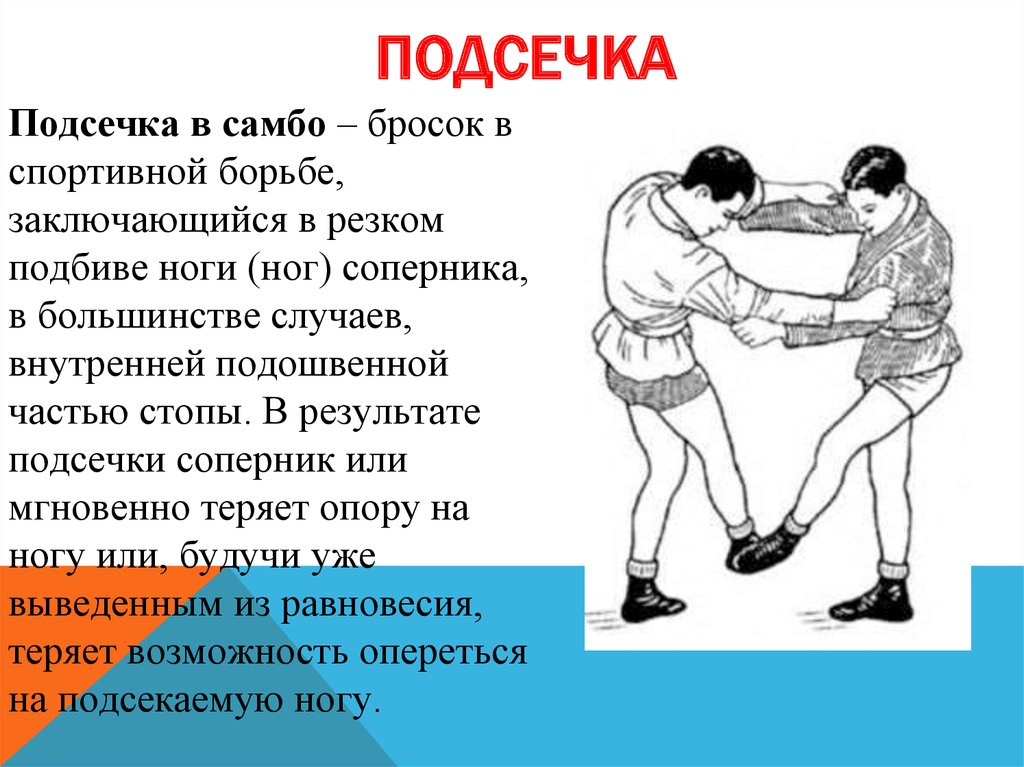 ПОДСЕЧКА
Подсечка в самбо – бросок в
спортивной борьбе,
заключающийся в резком
подбиве ноги (ног) соперника,
в большинстве случаев,
внутренней подошвенной
частью стопы. В результате
подсечки соперник или
мгновенно теряет опору на
ногу или, будучи уже
выведенным из равновесия,
теряет возможность опереться
на подсекаемую ногу.